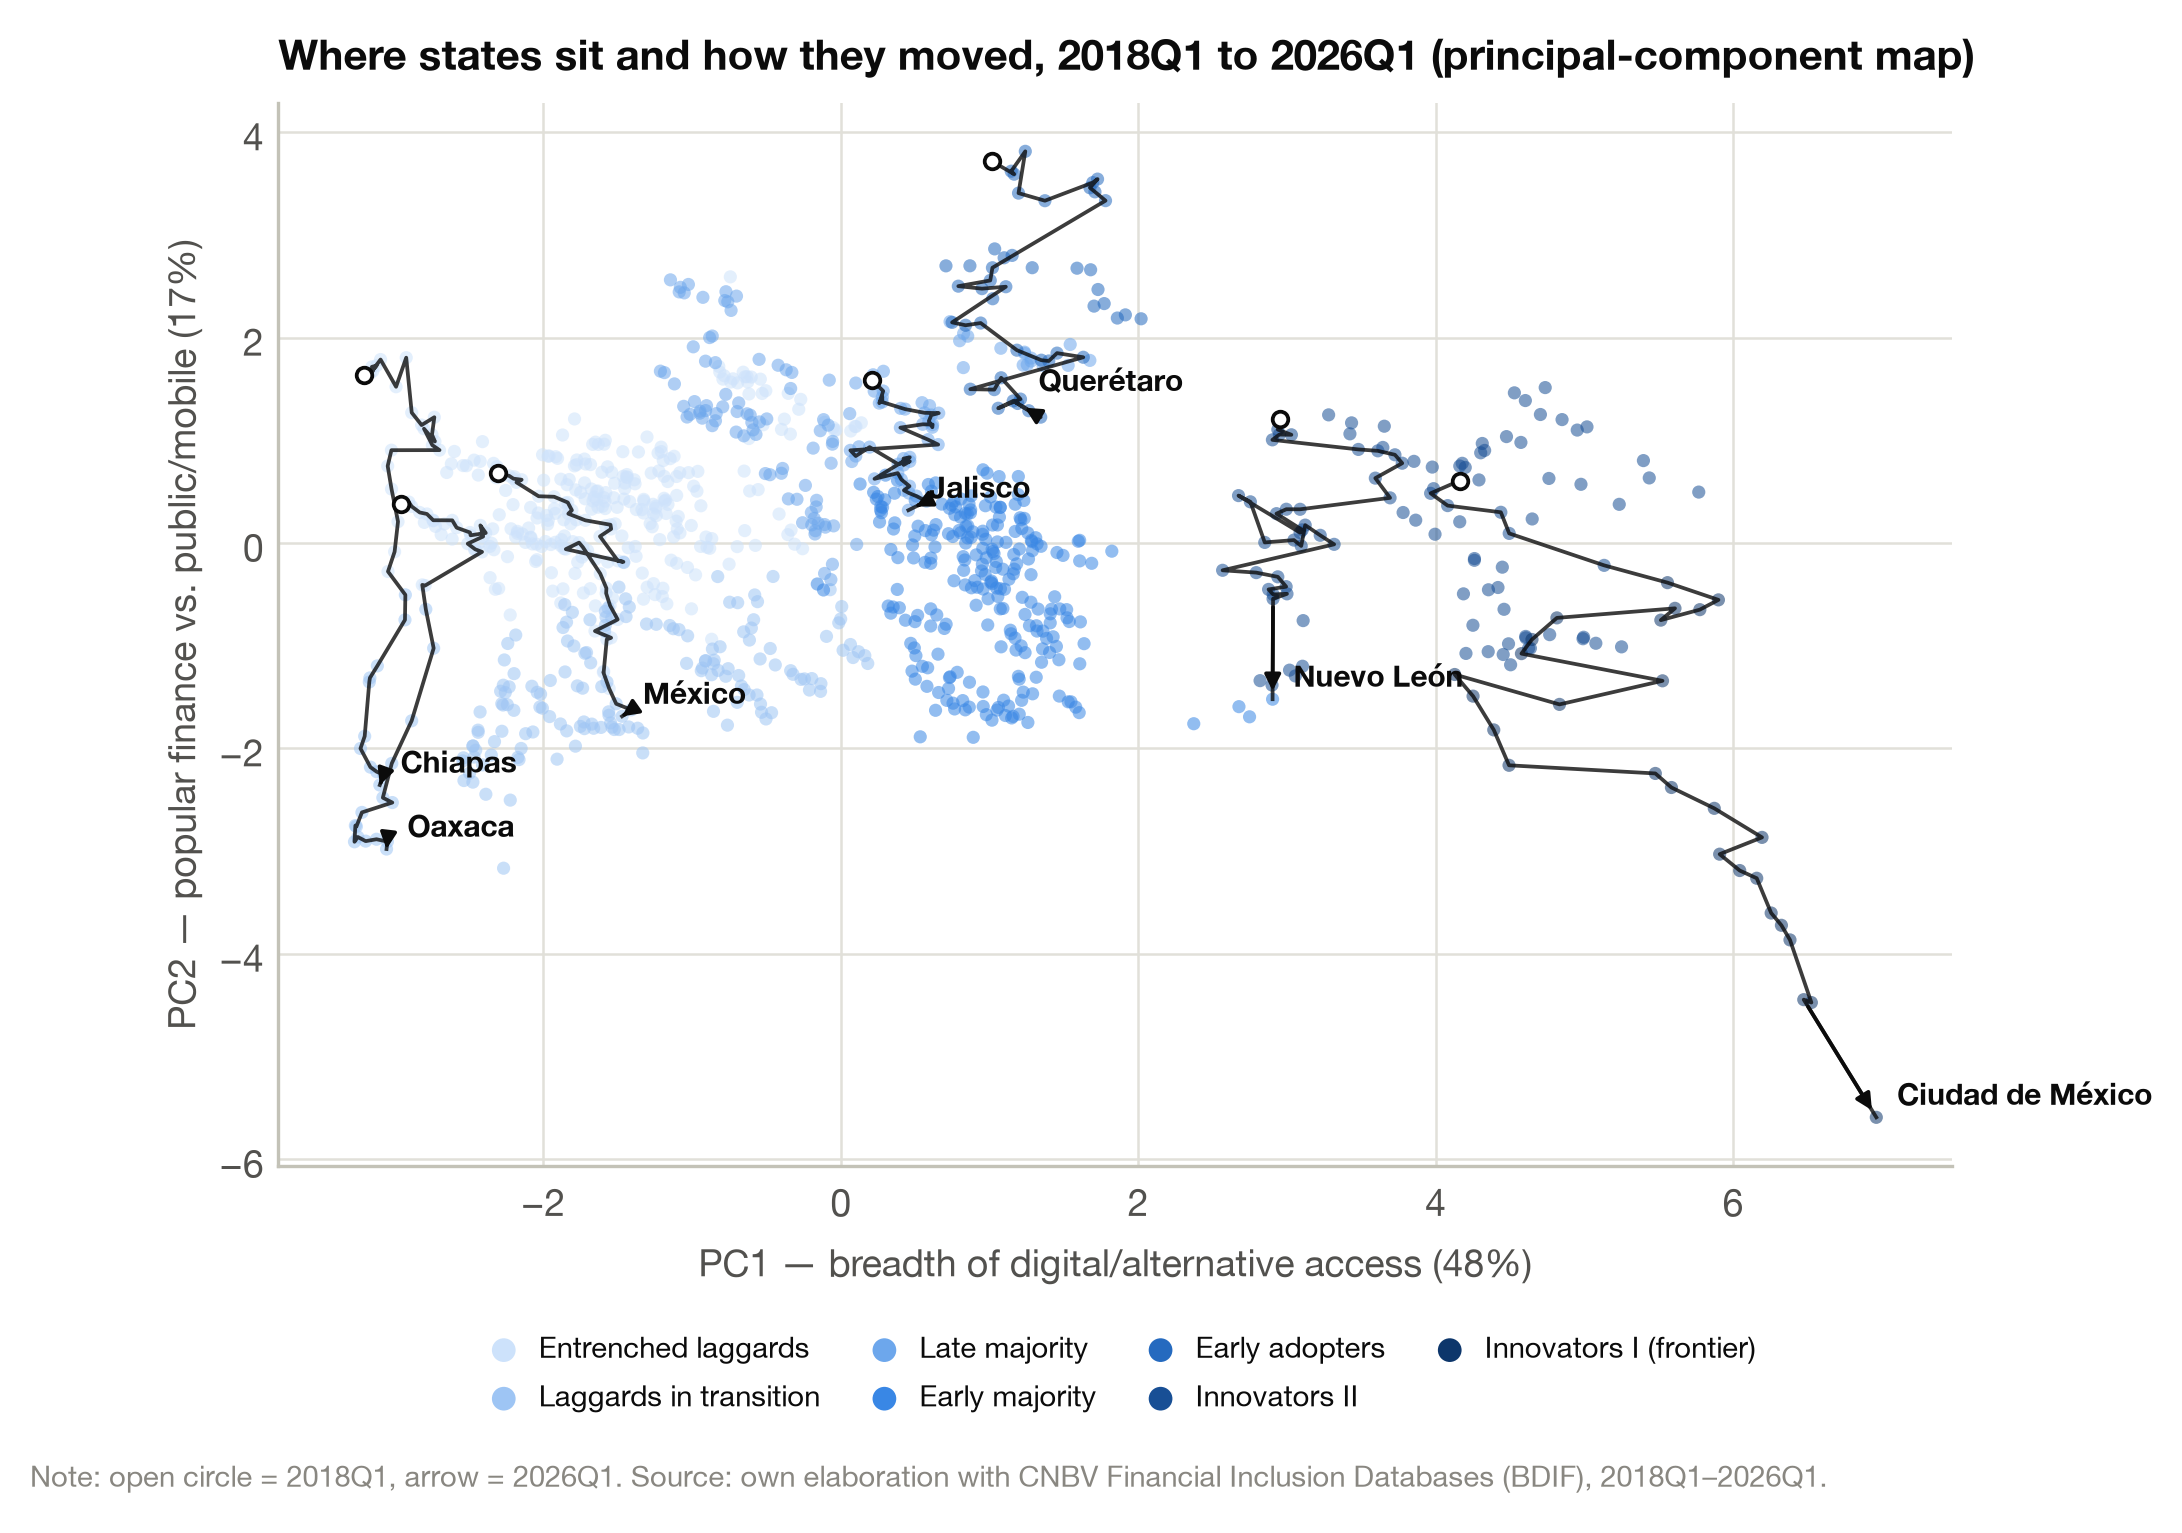 Where states sit and how they moved, 2018Q1 to 2026Q1 (principal-component map)
PC2 — popular finance vs. public/mobile (17%)
4
2
0
−2
−4
−6
Querétaro
Jalisco
Nuevo León
México
Chiapas
Oaxaca
Ciudad de México
−2 0 2 4 6
PC1 — breadth of digital/alternative access (48%)
Entrenched laggards
Laggards in transition
Late majority
Early majority
Early adopters
Innovators II
Innovators I (frontier)
Note: open circle = 2018Q1, arrow = 2026Q1. Source: own elaboration with CNBV Financial Inclusion Databases (BDIF), 2018Q1–2026Q1.